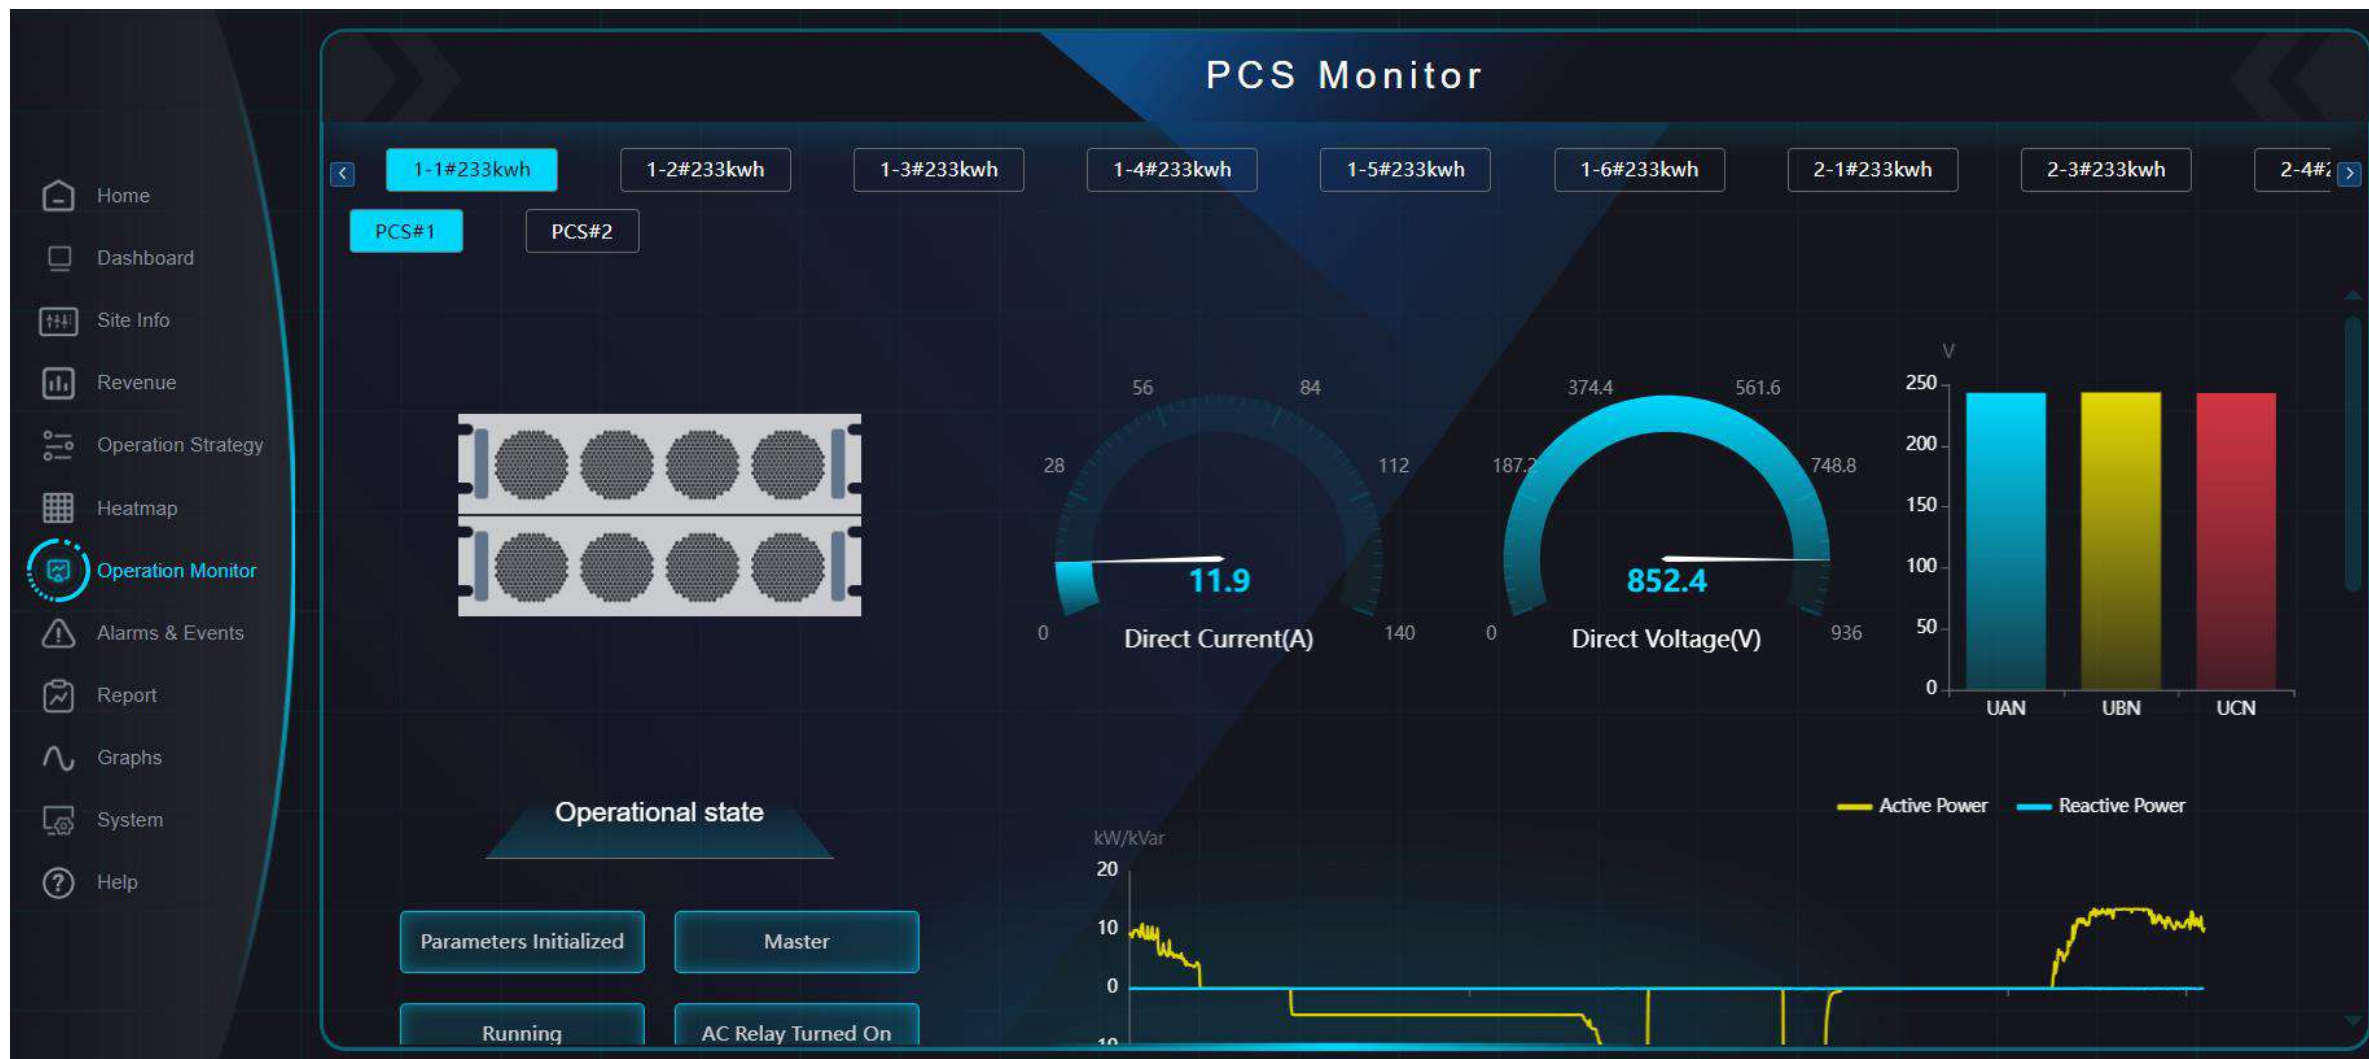 PCS Monitor
1-1#233kwh
1-2#233kwh
1-3#233kwh
1-4#233kwh
1-5#233kwh
1-6#233kwh
2-1#233kwh
2-3#233kwh
2-4#2
PCS#1
PCS#2
Home
Dashboard
Site Info
Revenue
Operation Strategy
Heatmap
Operation Monitor
Alarms & Events
Report
Graphs
System
Help
0
28
56
84
112
140
11.9
Direct Current(A)
0
187.2
374.4
561.6
748.8
936
852.4
Direct Voltage(V)
V
250
200
150
100
50
0
UAN
UBN
UCN
Operational state
Parameters Initialized
Master
Running
AC Relay Turned On
Active Power
Reactive Power
kW/kVar
20
10
0